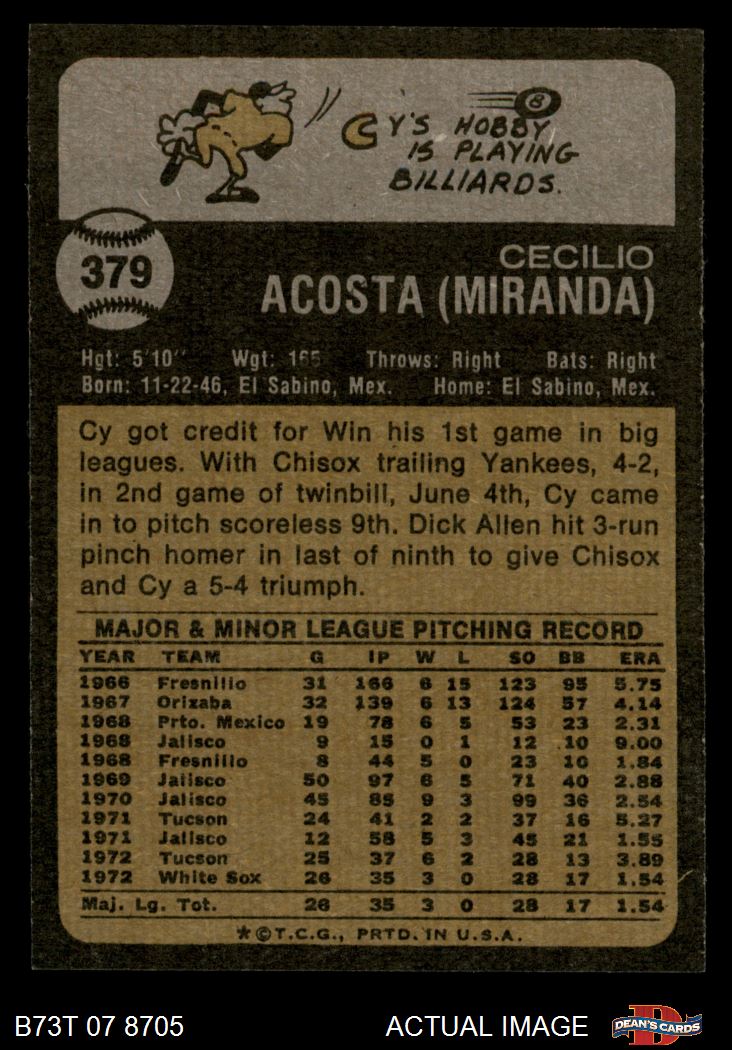 8
CY'S HOBBY
IS PLAYING
BILLIARDS.
379
CECILIO
ACOSTA (MIRANDA)
Hgt: 5'10" Wgt: 165 Throws: Right Bats: Right
Born: 11-22-46, El Sabino, Mex. Home: El Sabino, Mex.
Cy got credit for Win his 1st game in big
leagues. With Chisox trailing Yankees, 4-2,
in 2nd game of twinbill, June 4th, Cy came
in to pitch scoreless 9th. Dick Allen hit 3-run
pinch homer in last of ninth to give Chisox
and Cy a 5-4 triumph.
MAJOR & MINOR LEAGUE PITCHING RECORD
YEAR TEAM G IP W L SO BB ERA
1966 Fresnillo 31 166 6 15 123 95 5.75
1967 Orizaba 32 139 6 13 124 57 4.14
1968 Prto. Mexico 19 78 6 5 53 23 2.31
1968 Jalisco 9 15 0 1 12 10 9.00
1968 Fresnillo 8 44 5 0 23 10 1.84
1969 Jalisco 50 97 6 5 71 40 2.88
1970 Jalisco 45 85 9 3 99 36 2.54
1971 Tucson 24 41 2 2 37 16 5.27
1971 Jalisco 12 58 5 3 45 21 1.55
1972 Tucson 25 37 6 2 28 13 3.89
1972 White Sox 26 35 3 0 28 17 1.54
Maj. Lg. Tot. 26 35 3 0 28 17 1.54
*©T.C.G., PRTD. IN U.S.A.
B73T 07 8705 ACTUAL IMAGE D DEAN'S CARDS